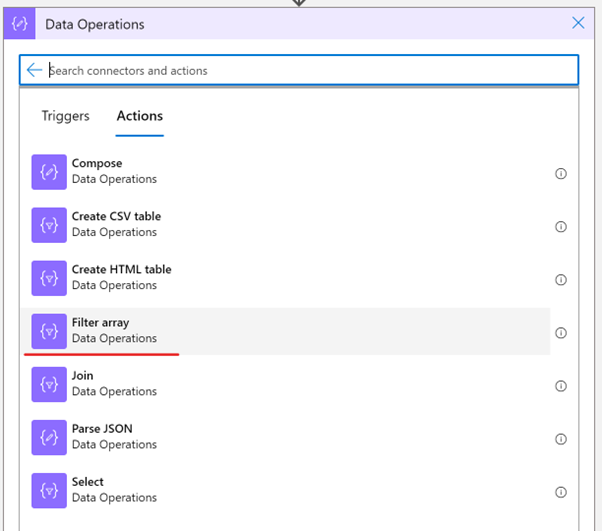 Data Operations
Search connectors and actions
Triggers Actions
Compose
Data Operations
Create CSV table
Data Operations
Create HTML table
Data Operations
Filter array
Data Operations
Join
Data Operations
Parse JSON
Data Operations
Select
Data Operations